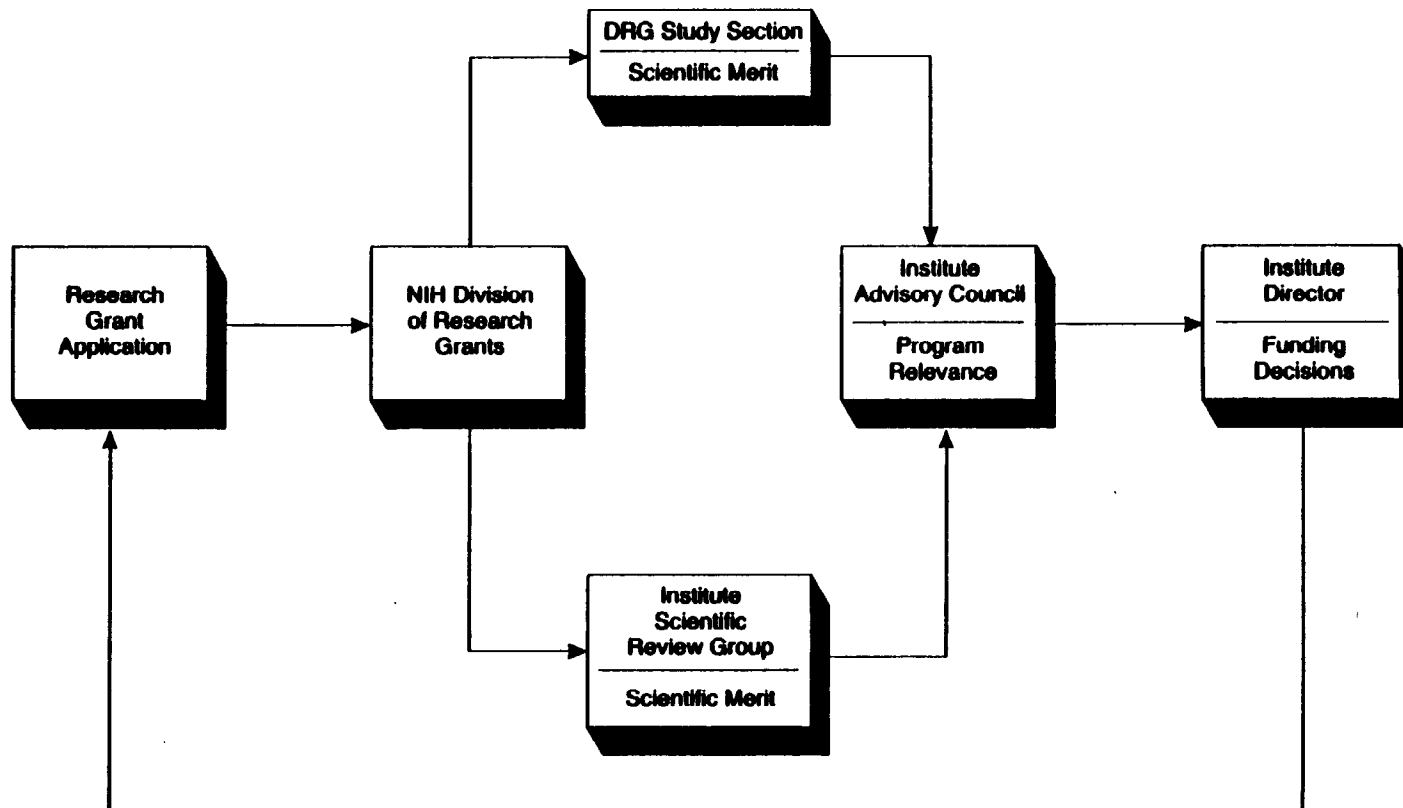 DRG Study Section
Scientific Merit
Research
Grant
Application
NIH Division
of Research
Grants
Institute
Advisory Council
Program
Relevance
Institute
Director
Funding
Decisions
Institute
Scientific
Review Group
Scientific Merit